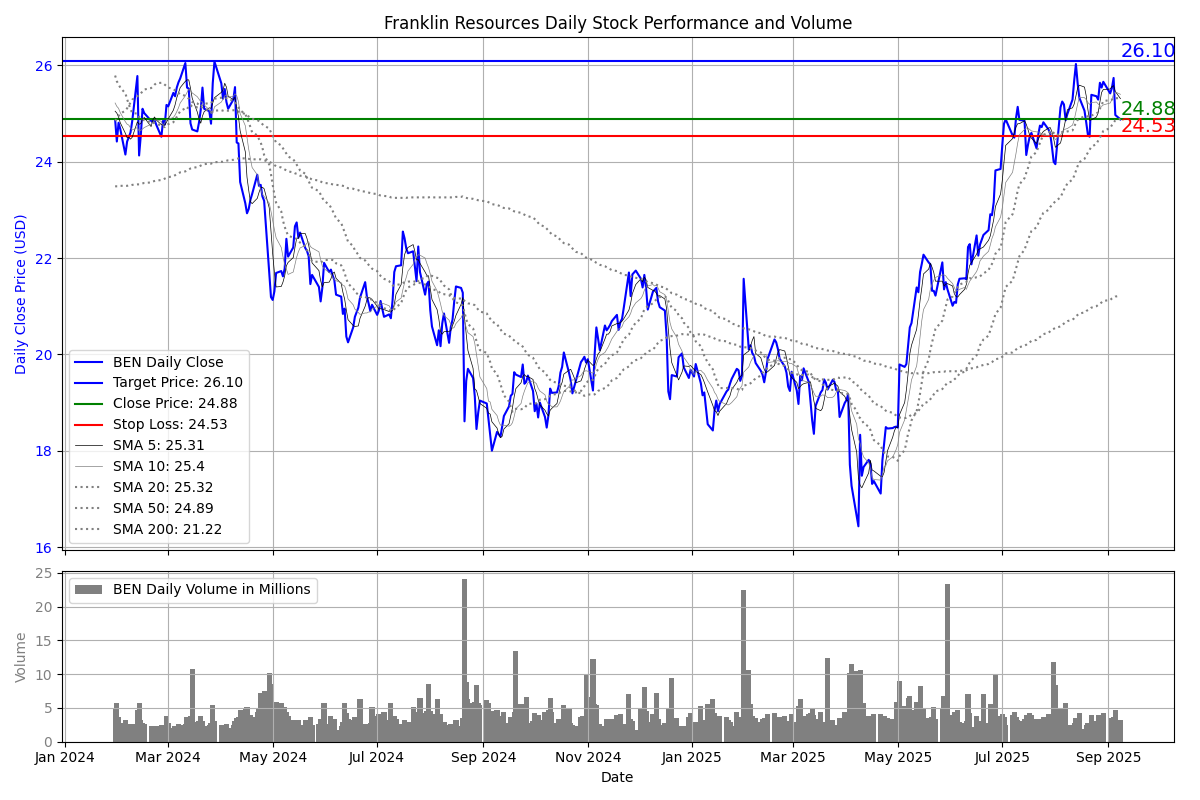 Franklin Resources Daily Stock Performance and Volume
26.10
24.88
24.53
Daily Close Price (USD)
26
24
22
20
18
16
BEN Daily Close
Target Price: 26.10
Close Price: 24.88
Stop Loss: 24.53
SMA 5: 25.31
SMA 10: 25.4
SMA 20: 25.32
SMA 50: 24.89
SMA 200: 21.22
Volume
25
20
15
10
5
0
BEN Daily Volume in Millions
Jan 2024 Mar 2024 May 2024 Jul 2024 Sep 2024 Nov 2024 Jan 2025 Mar 2025 May 2025 Jul 2025 Sep 2025
Date